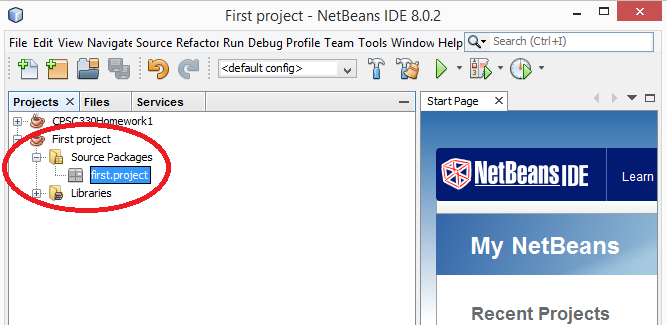 First project - NetBeans IDE 8.0.2
File Edit View Navigate Source Refactor Run Debug Profile Team Tools Window Help
Search (Ctrl+I)
<default config>
Projects Files Services
Start Page
CPSC330Homework1
First project
Source Packages
first.project
Libraries
NetBeans IDE
Learn
My NetBeans
Recent Projects